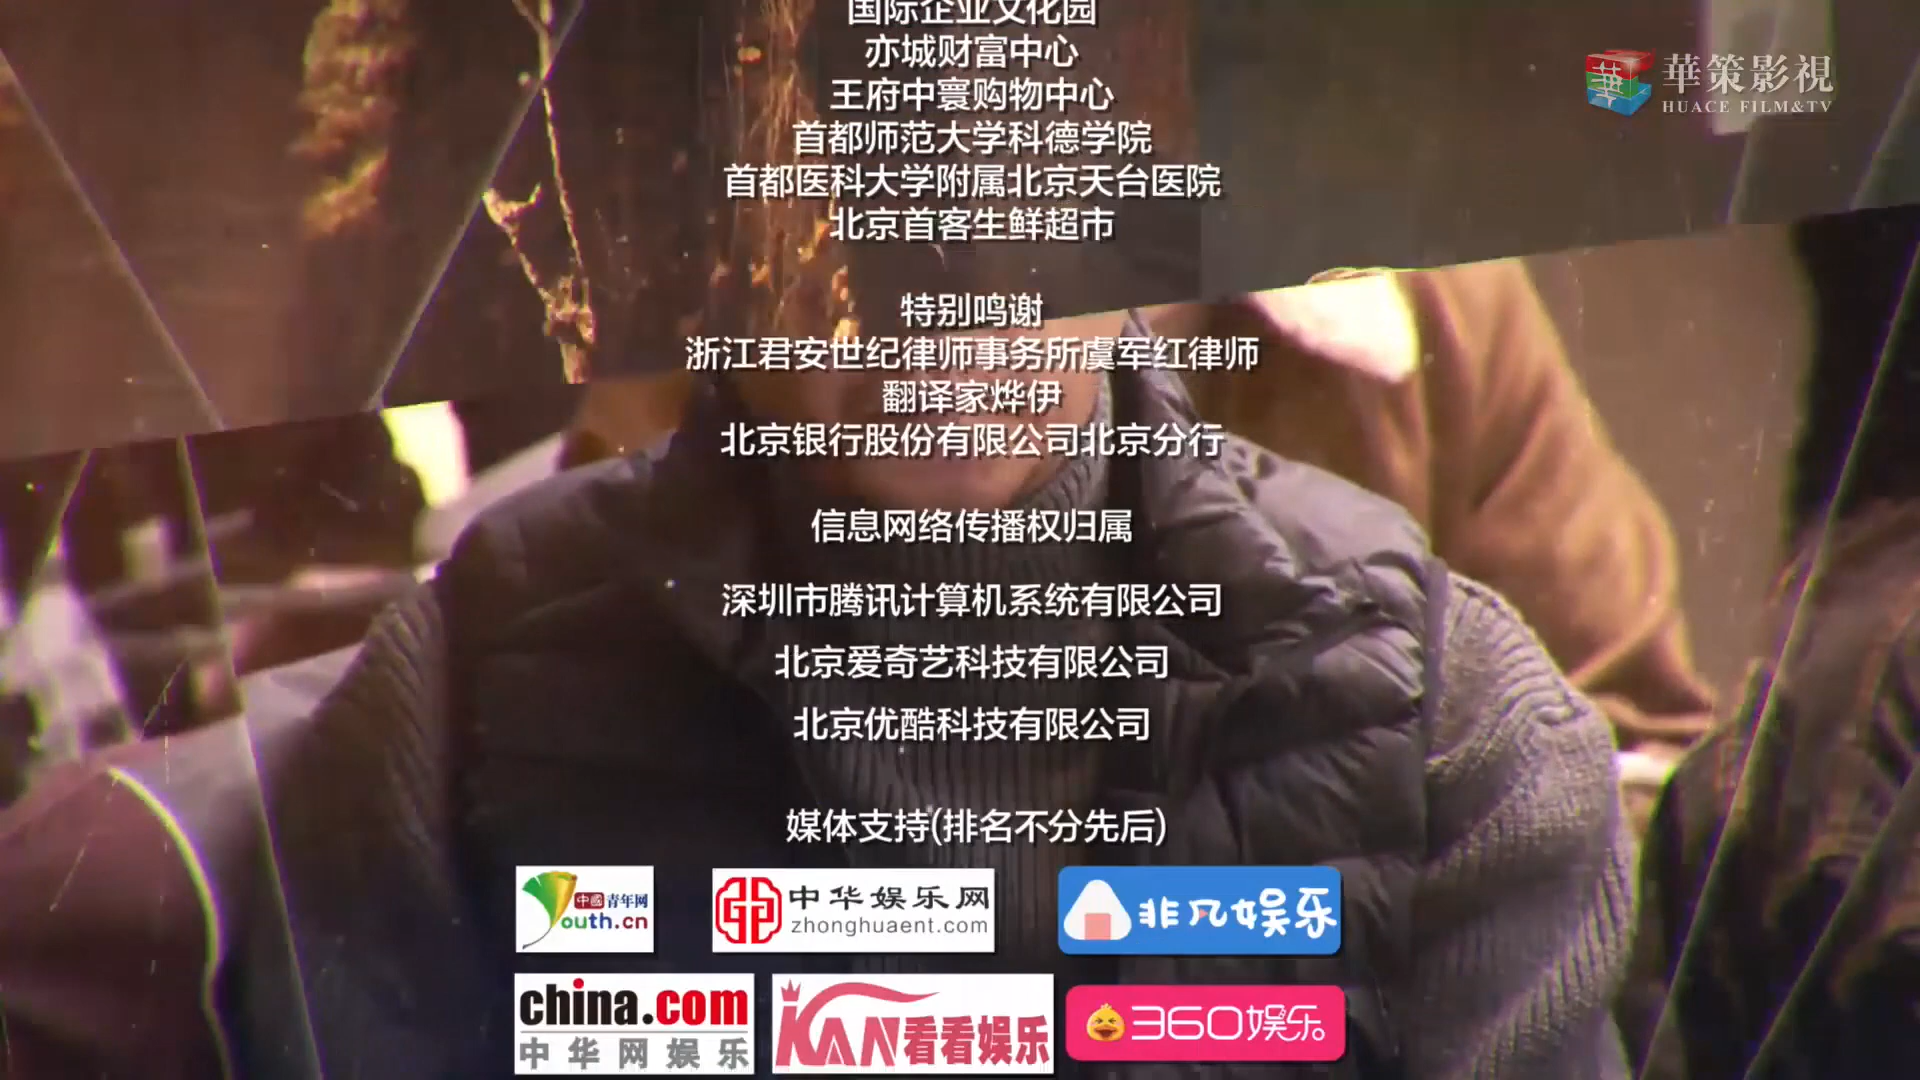 国际企业文化园
亦城财富中心
華策影視
HUACE FILM&TV
王府中寰购物中心
首都师范大学科德学院
首都医科大学附属北京天台医院
北京首客生鲜超市
特别鸣谢
浙江君安世纪律师事务所虞军红律师
翻译家烨伊
北京银行股份有限公司北京分行
信息网络传播权归属
深圳市腾讯计算机系统有限公司
北京爱奇艺科技有限公司
北京优酷科技有限公司
媒体支持(排名不分先后)
中國青年网
Youth.cn
中华娱乐网
zhonghuaent.com
非凡娱乐
china.com
中华网娱乐
KAN看看娱乐
360娱乐